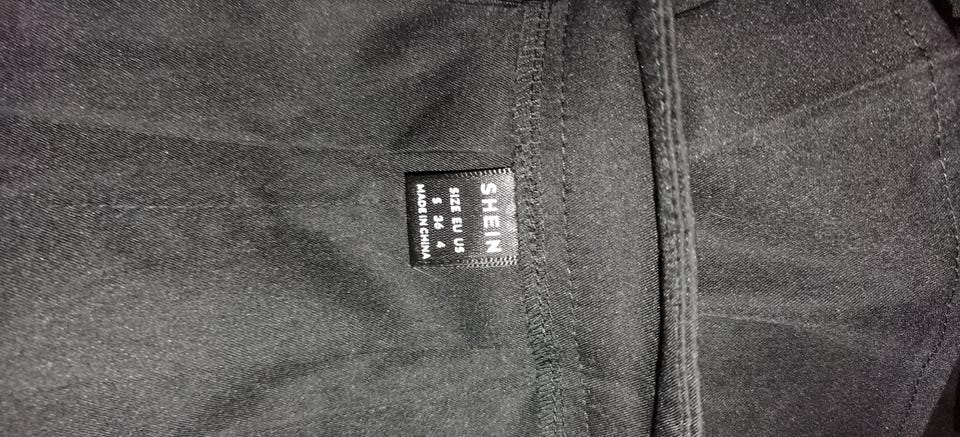 SHEIN
SIZE EU US
S 36 4
MADE IN CHINA